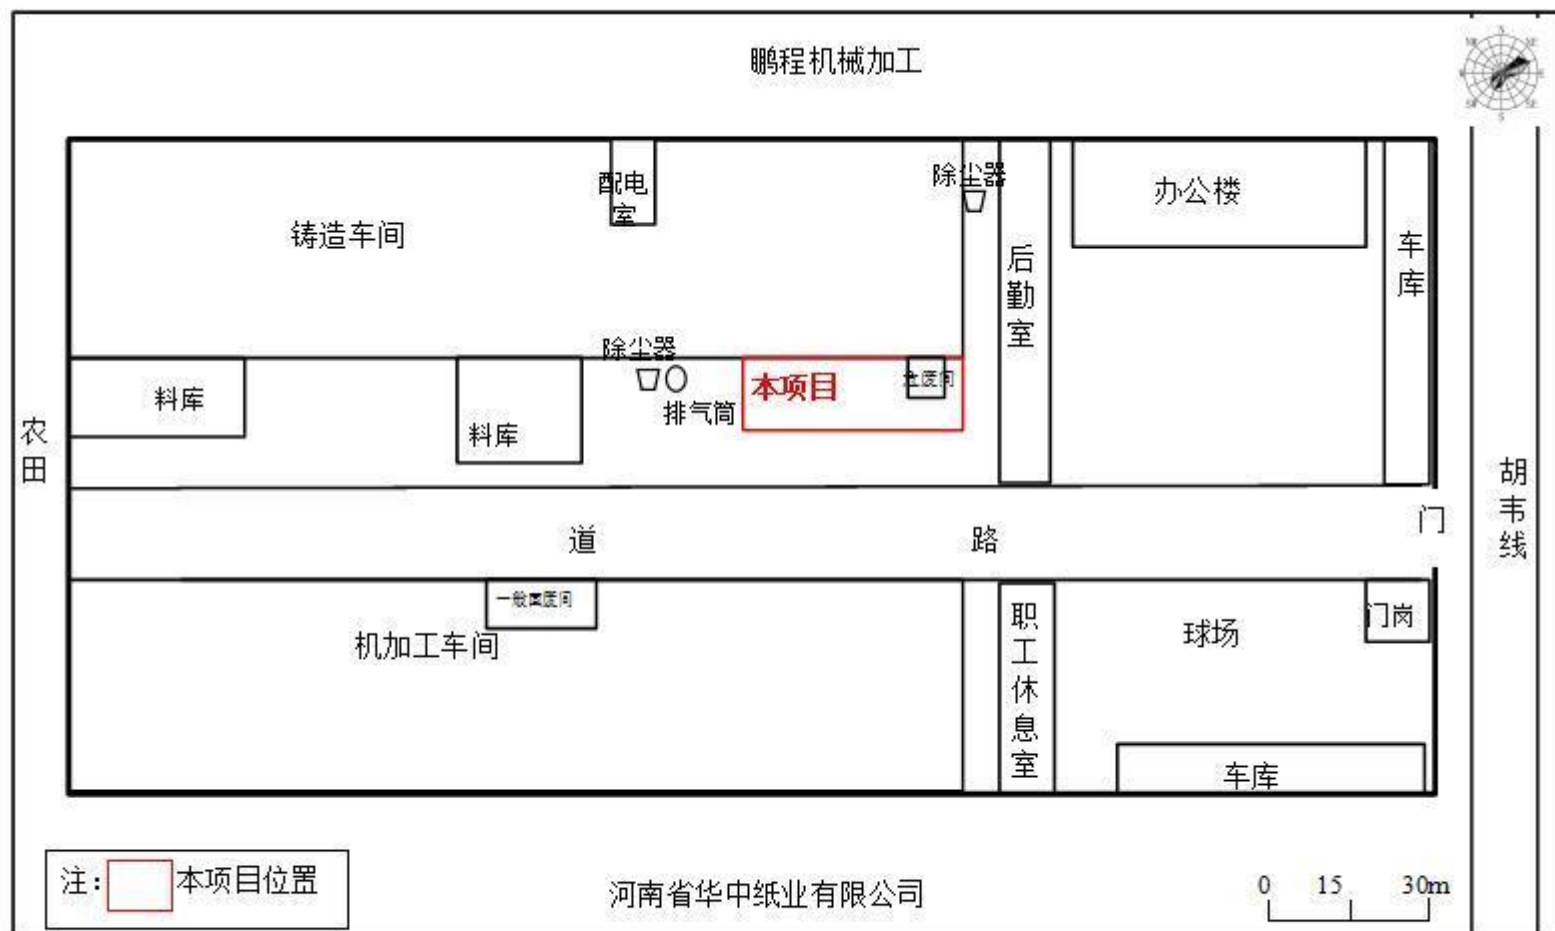 鹏程机械加工
N
NE
E
SE
S
SW
W
配电室
除尘器
办公楼
铸造车间
后勤室
车库
除尘器
排气筒
本项目
危废间
料库
料库
农田
胡韦线
门
道路
一般固废间
机加工车间
职工休息室
球场
门岗
车库
注：
本项目位置
河南省华中纸业有限公司
0 15 30m